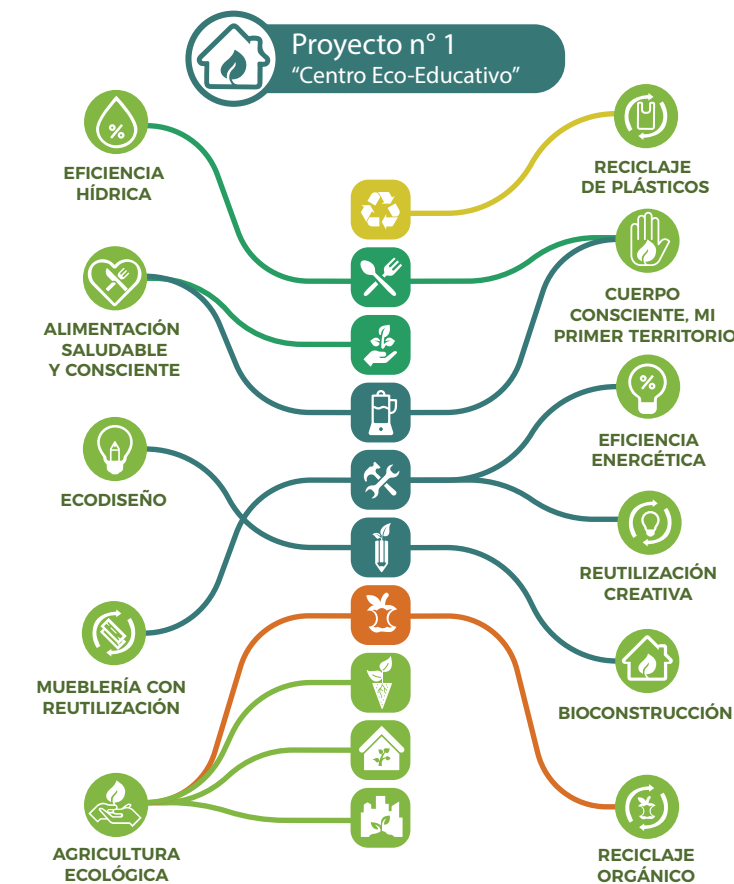 Proyecto n° 1
“Centro Eco-Educativo”
%
EFICIENCIA
HÍDRICA
ALIMENTACIÓN
SALUDABLE
Y CONSCIENTE
ECODISEÑO
MUEBLERÍA CON
REUTILIZACIÓN
AGRICULTURA
ECOLÓGICA
RECICLAJE
DE PLÁSTICOS
CUERPO
CONSCIENTE, MI
PRIMER TERRITORIO
%
EFICIENCIA
ENERGÉTICA
REUTILIZACIÓN
CREATIVA
BIOCONSTRUCCIÓN
RECICLAJE
ORGÁNICO